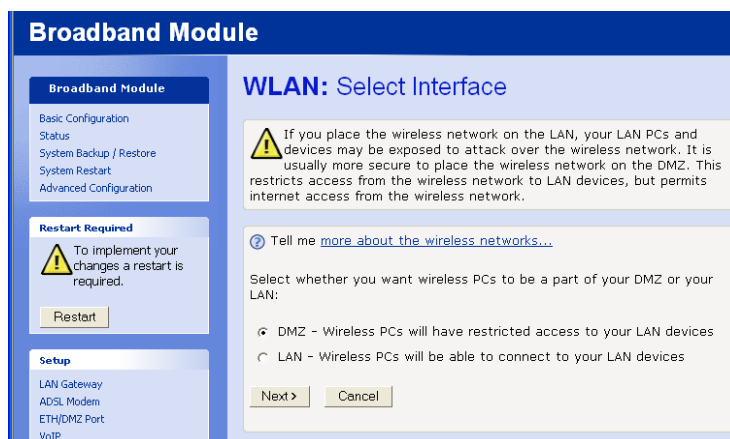 Broadband Module
Broadband Module
Basic Configuration
Status
System Backup / Restore
System Restart
Advanced Configuration
Restart Required
To implement your
changes a restart is
required.
Restart
Setup
LAN Gateway
ADSL Modem
ETH/DMZ Port
VoIP
WLAN: Select Interface
If you place the wireless network on the LAN, your LAN PCs and
devices may be exposed to attack over the wireless network. It is
usually more secure to place the wireless network on the DMZ. This
restricts access from the wireless network to LAN devices, but permits
internet access from the wireless network.
Tell me more about the wireless networks...
Select whether you want wireless PCs to be a part of your DMZ or your
LAN:
DMZ - Wireless PCs will have restricted access to your LAN devices
LAN - Wireless PCs will be able to connect to your LAN devices
Next >
Cancel